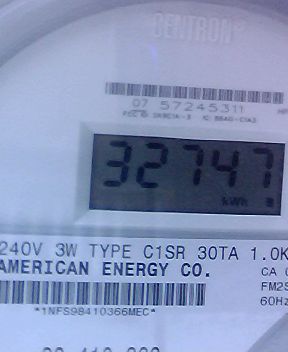 CENTRON
07 57245311
32747
kWh
240V 3W TYPE C1SR 30TA 1.0K
AMERICAN ENERGY CO.
CA
FM2S
60Hz
*1NFS98410366MEC*